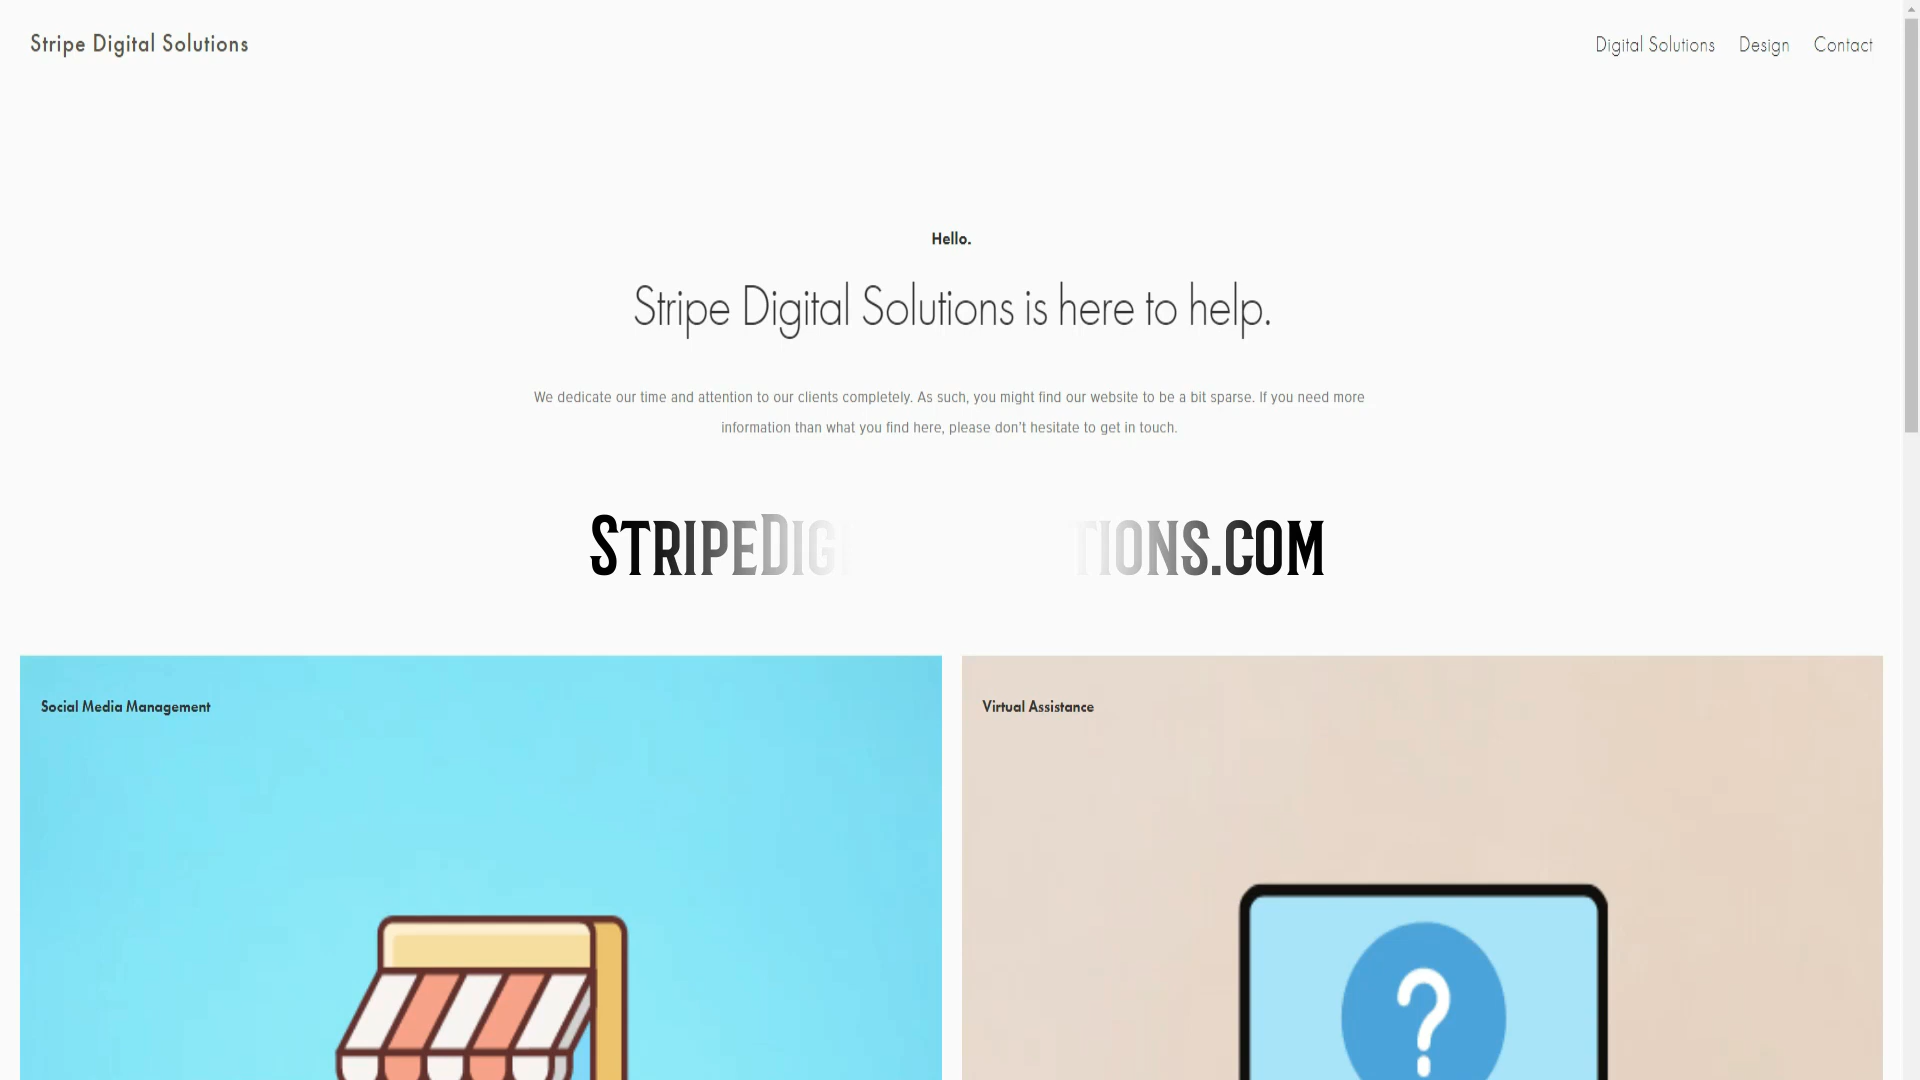 Stripe Digital Solutions
Digital Solutions Design Contact
Hello.
Stripe Digital Solutions is here to help.
We dedicate our time and attention to our clients completely. As such, you might find our website to be a bit sparse. If you need more
information than what you find here, please don't hesitate to get in touch.
StripeDig tions.com
Social Media Management
Virtual Assistance
?